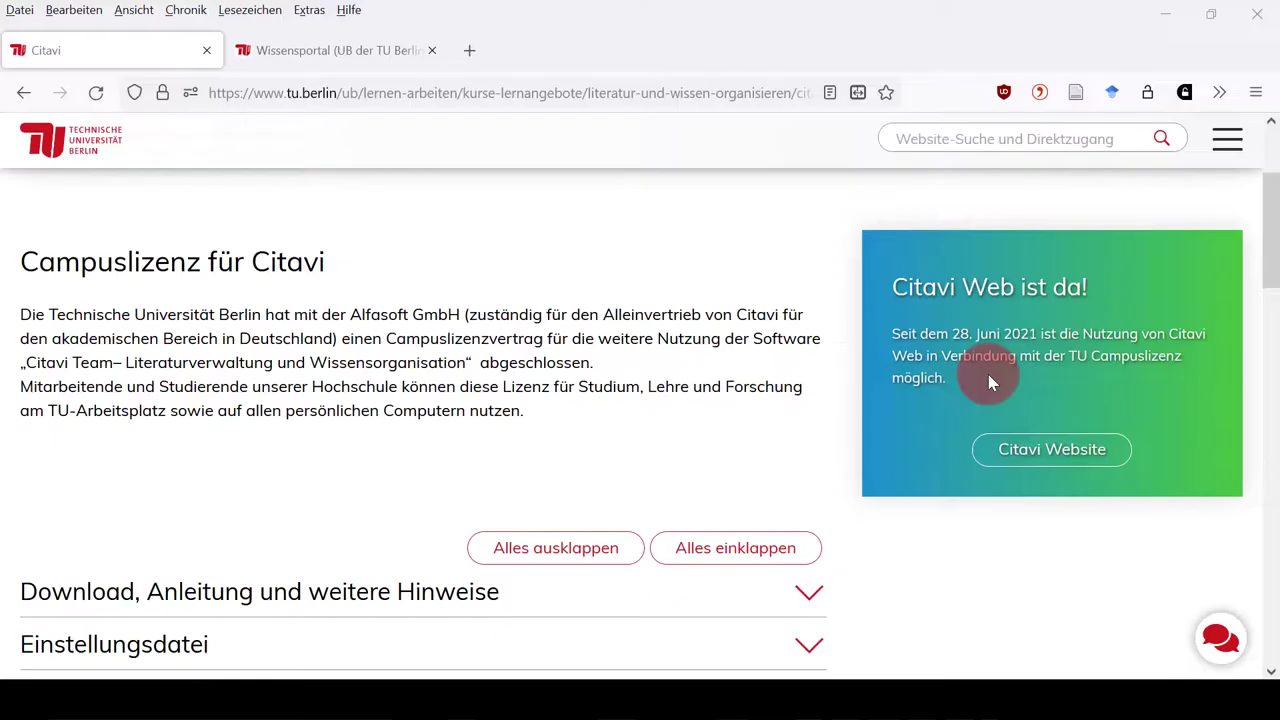 Datei Bearbeiten Ansicht Chronik Lesezeichen Extras Hilfe
Citavi
Wissensportal (UB der TU Berlin
https://www.tu.berlin/ub/lernen-arbeiten/kurse-lernangebote/literatur-und-wissen-organisieren/cit
TECHNISCHE
UNIVERSITÄT
BERLIN
Website-Suche und Direktzugang
Campuslizenz für Citavi
Die Technische Universität Berlin hat mit der Alfasoft GmbH (zuständig für den Alleinvertrieb von Citavi für
den akademischen Bereich in Deutschland) einen Campuslizenzvertrag für die weitere Nutzung der Software
„Citavi Team– Literaturverwaltung und Wissensorganisation“ abgeschlossen.
Mitarbeitende und Studierende unserer Hochschule können diese Lizenz für Studium, Lehre und Forschung
am TU-Arbeitsplatz sowie auf allen persönlichen Computern nutzen.
Citavi Web ist da!
Seit dem 28. Juni 2021 ist die Nutzung von Citavi
Web in Verbindung mit der TU Campuslizenz
möglich.
Citavi Website
Alles ausklappen
Alles einklappen
Download, Anleitung und weitere Hinweise
Einstellungsdatei